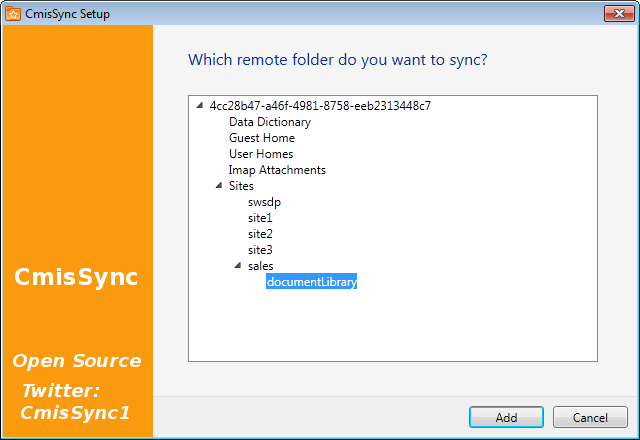 CmisSync Setup
Which remote folder do you want to sync?
4cc28b47-a46f-4981-8758-eeb2313448c7
Data Dictionary
Guest Home
User Homes
Imap Attachments
Sites
swsdp
site1
site2
site3
sales
documentLibrary
CmisSync
Open Source
Twitter:
CmisSync1
Add
Cancel